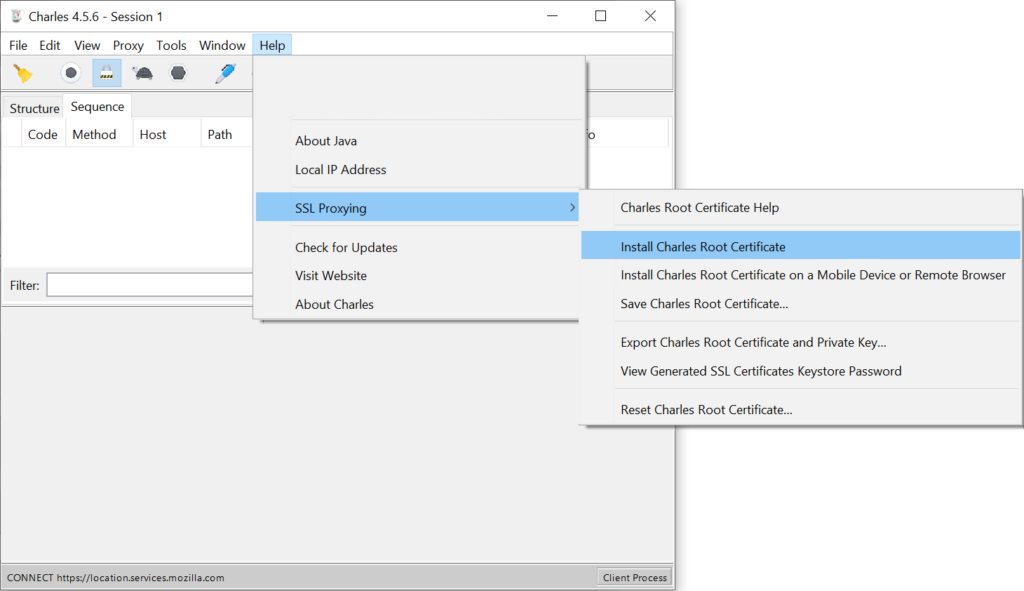 Charles 4.5.6 - Session 1
File Edit View Proxy Tools Window Help
Structure Sequence
Code Method Host Path
About Java
Local IP Address
SSL Proxying
Check for Updates
Visit Website
About Charles
Charles Root Certificate Help
Install Charles Root Certificate
Install Charles Root Certificate on a Mobile Device or Remote Browser
Save Charles Root Certificate...
Export Charles Root Certificate and Private Key...
View Generated SSL Certificates Keystore Password
Reset Charles Root Certificate...
Filter:
CONNECT https://location.services.mozilla.com
Client Process